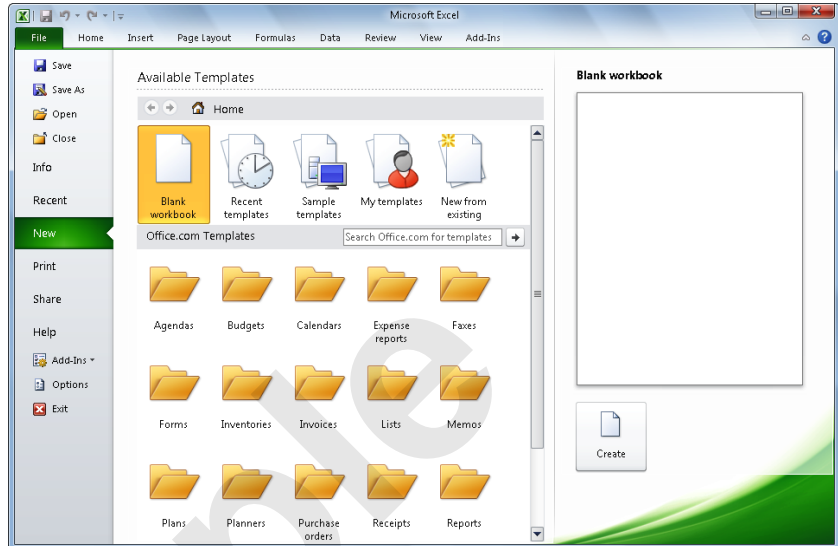 Microsoft Excel
File Home Insert Page Layout Formulas Data Review View Add-Ins
Save
Save As
Open
Close
Info
Recent
New
Print
Share
Help
Add-Ins
Options
Exit
Available Templates
Home
Blank workbook
Recent templates
Sample templates
My templates
New from existing
Office.com Templates
Search Office.com for templates
Agendas
Budgets
Calendars
Expense reports
Faxes
Forms
Inventories
Invoices
Lists
Memos
Plans
Planners
Purchase orders
Receipts
Reports
Blank workbook
Create